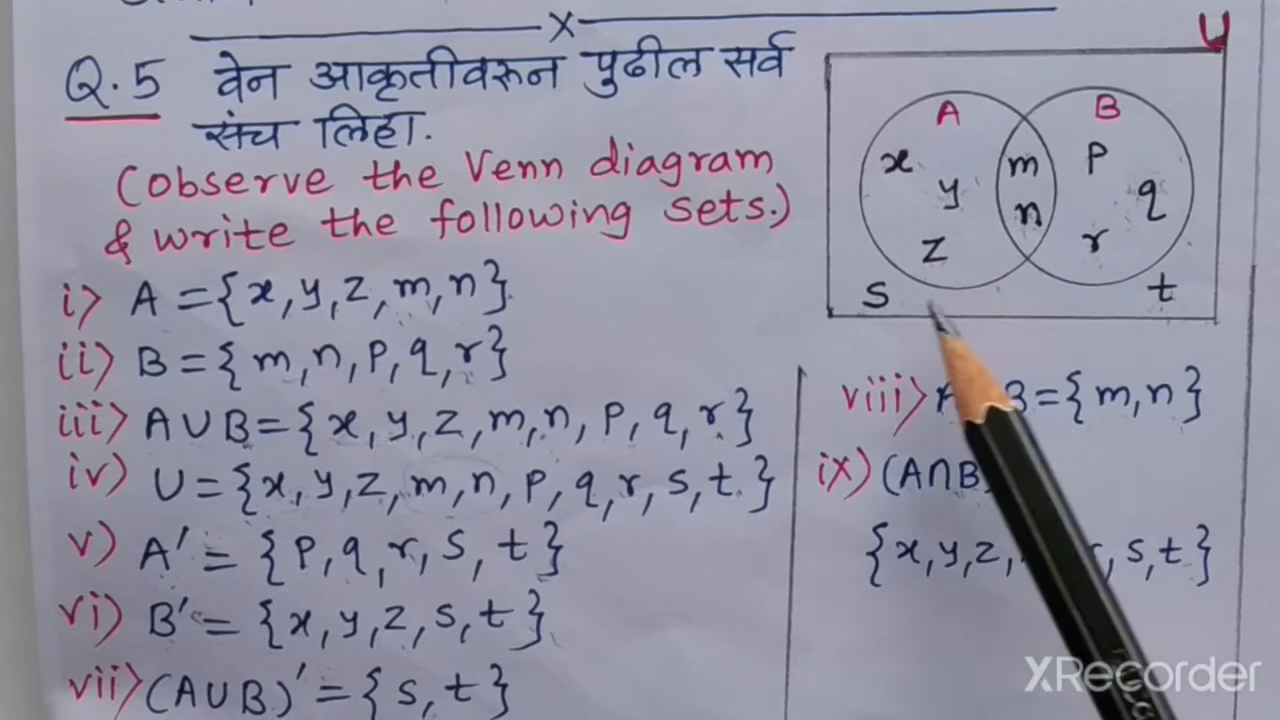 X
U
Q.5 वेन आकृतीवरून पुढील सर्व
संच लिहा.
(observe the Venn diagram
& write the following sets.)
A B
x y z m n p q r
s t
i) A = {x, y, z, m, n}
ii) B = {m, n, p, q, r}
iii) A ∪ B = {x, y, z, m, n, p, q, r}
iv) U = {x, y, z, m, n, p, q, r, s, t}
v) A' = {p, q, r, s, t}
vi) B' = {x, y, z, s, t}
vii) (A ∪ B)' = {s, t}
viii) B = {m, n}
ix) (A ∩ B
{x, y, z, r, s, t}
XRecorder